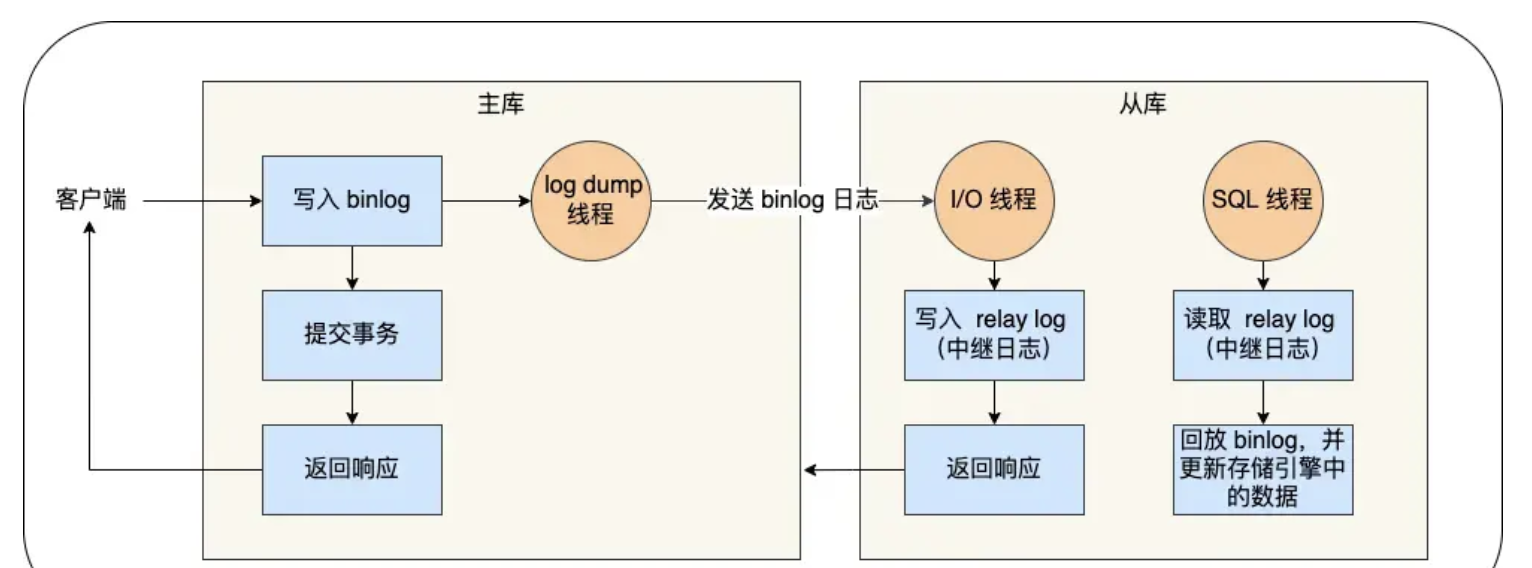 主库
从库
客户端
写入 binlog
log dump
线程
发送 binlog 日志
I/O 线程
SQL 线程
提交事务
写入 relay log
（中继日志）
读取 relay log
（中继日志）
返回响应
返回响应
回放 binlog，并
更新存储引擎中
的数据